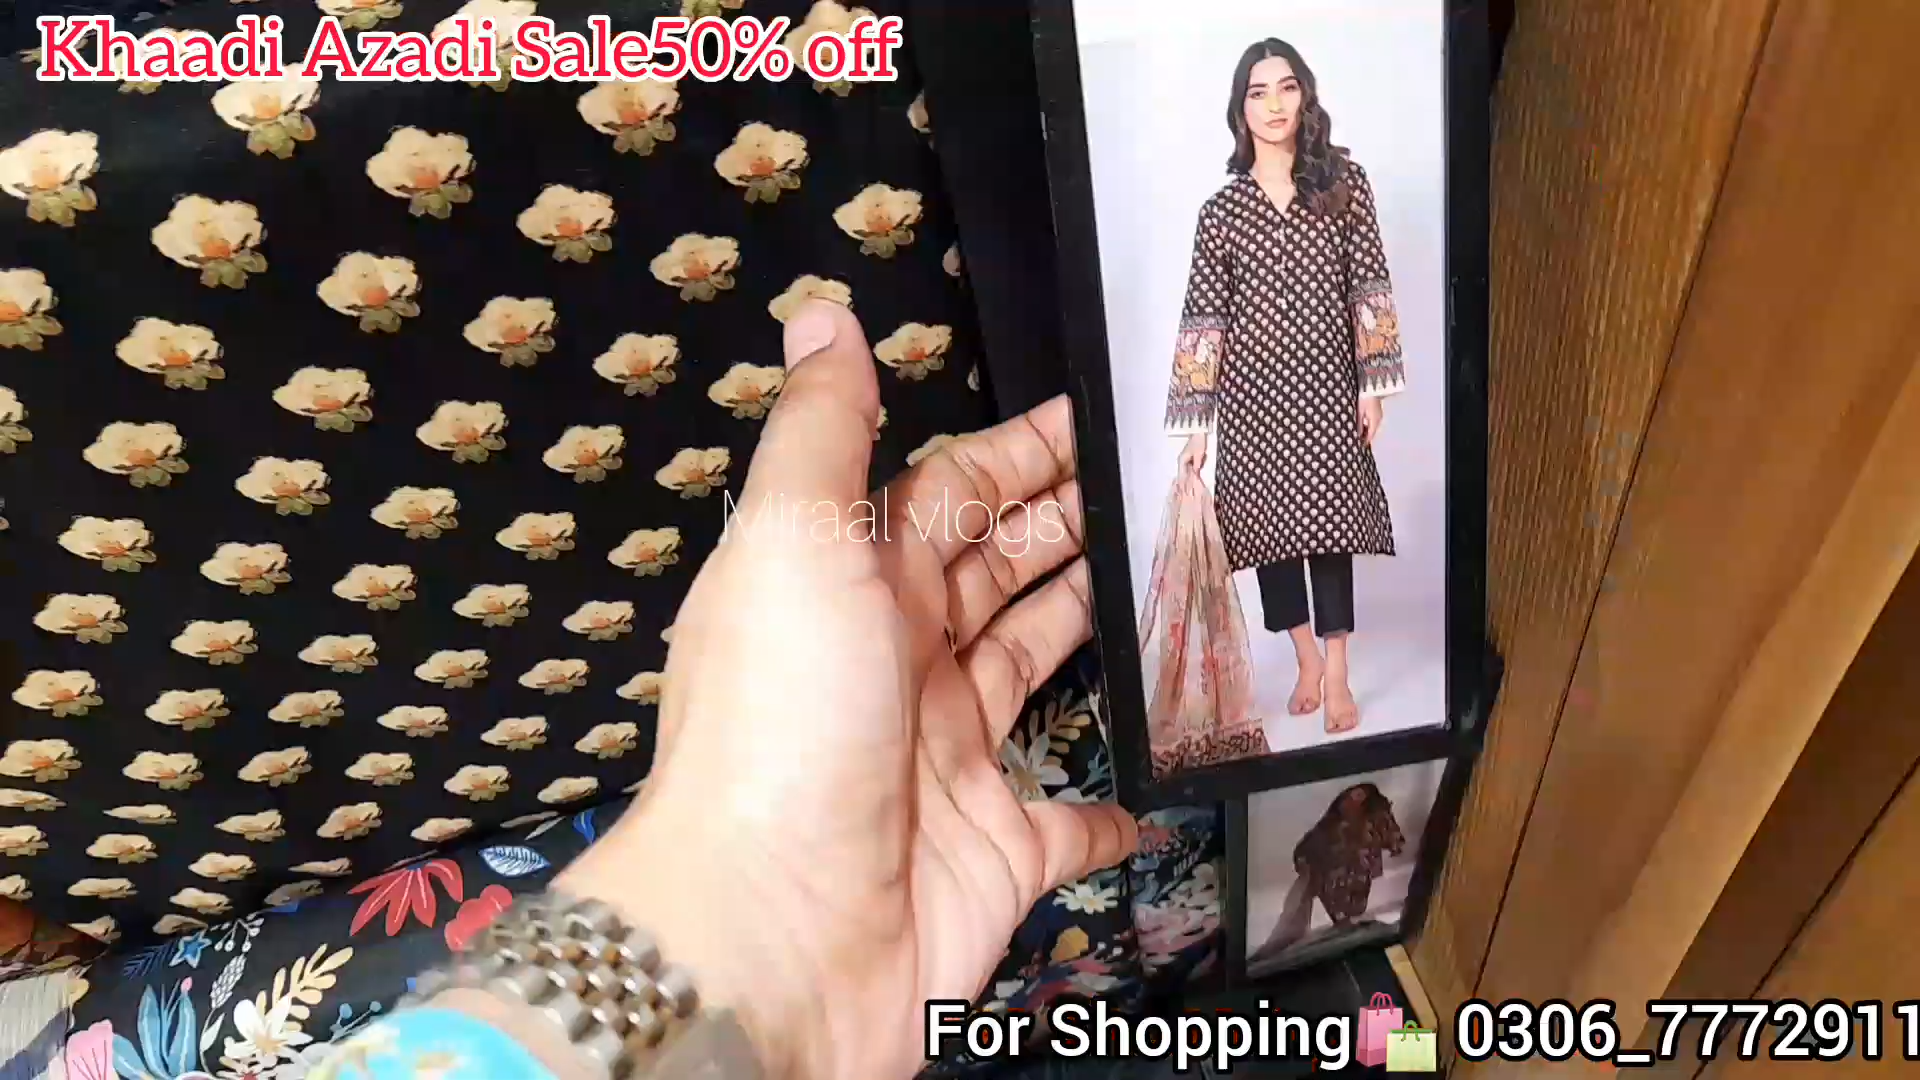 Khaadi Azadi Sale50% off
Miraal vlogs
For Shopping🛍️ 0306_7772911